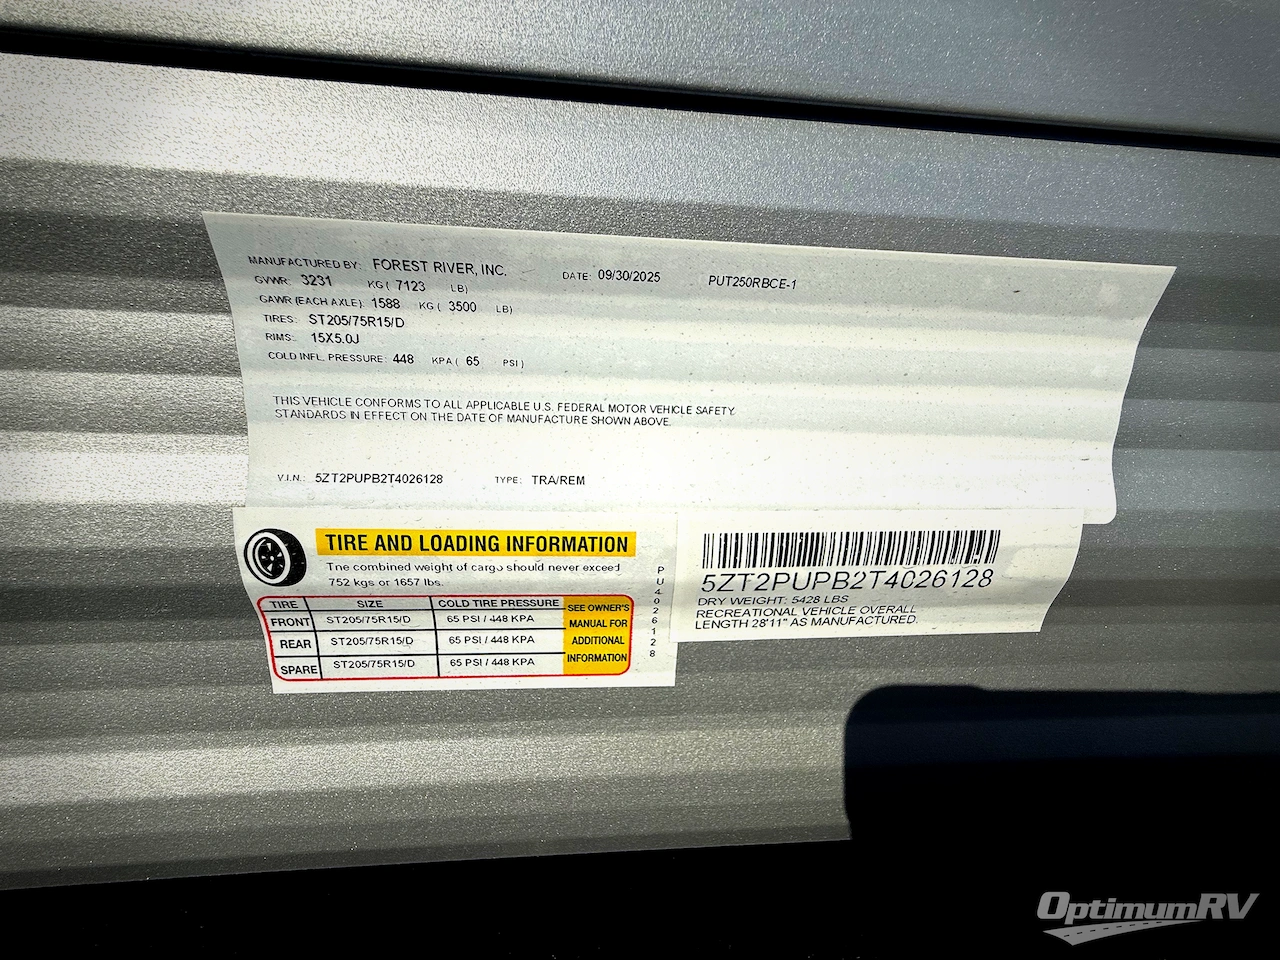 MANUFACTURED BY: FOREST RIVER, INC. DATE: 09/30/2025 PUT250RBCE-1
GVWR: 3231 KG ( 7123 LB)
GAWR (EACH AXLE): 1588 KG ( 3500 LB)
TIRES: ST205/75R15/D
RIMS: 15X5.0J
COLD INFL. PRESSURE: 448 KPA ( 65 PSI )
THIS VEHICLE CONFORMS TO ALL APPLICABLE U.S. FEDERAL MOTOR VEHICLE SAFETY
STANDARDS IN EFFECT ON THE DATE OF MANUFACTURE SHOWN ABOVE.
V.I.N.: 5ZT2PUPB2T4026128 TYPE: TRA/REM
TIRE AND LOADING INFORMATION
The combined weight of cargo should never exceed
752 kgs or 1657 lbs.
TIRE SIZE COLD TIRE PRESSURE
FRONT ST205/75R15/D 65 PSI / 448 KPA
REAR ST205/75R15/D 65 PSI / 448 KPA
SPARE ST205/75R15/D 65 PSI / 448 KPA
SEE OWNER'S
MANUAL FOR
ADDITIONAL
INFORMATION
PU4026128
5ZT2PUPB2T4026128
DRY WEIGHT: 5428 LBS
RECREATIONAL VEHICLE OVERALL
LENGTH 28'11" AS MANUFACTURED.
OptimumRV